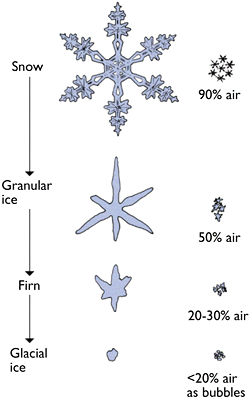 Snow
90% air
Granular
ice
50% air
Firn
20-30% air
Glacial
ice
<20% air
as bubbles